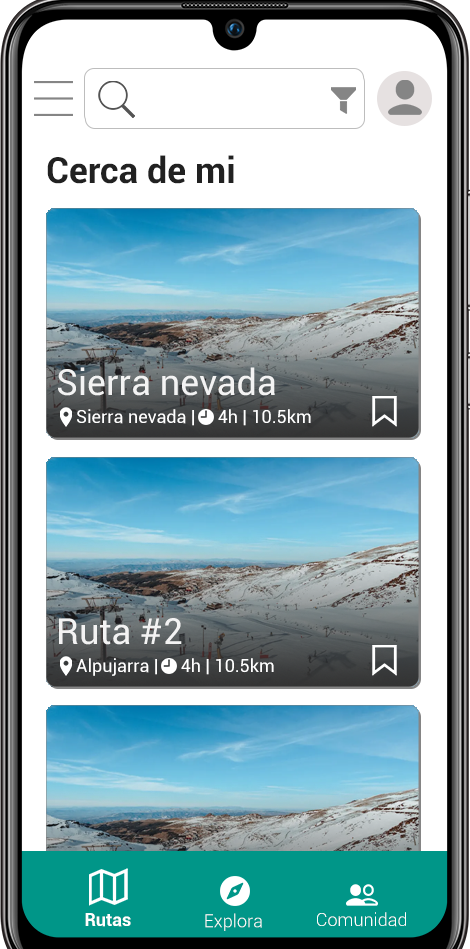 Cerca de mi
Sierra nevada
Sierra nevada | 4h | 10.5km
Ruta #2
Alpujarra | 4h | 10.5km
Rutas
Explora
Comunidad